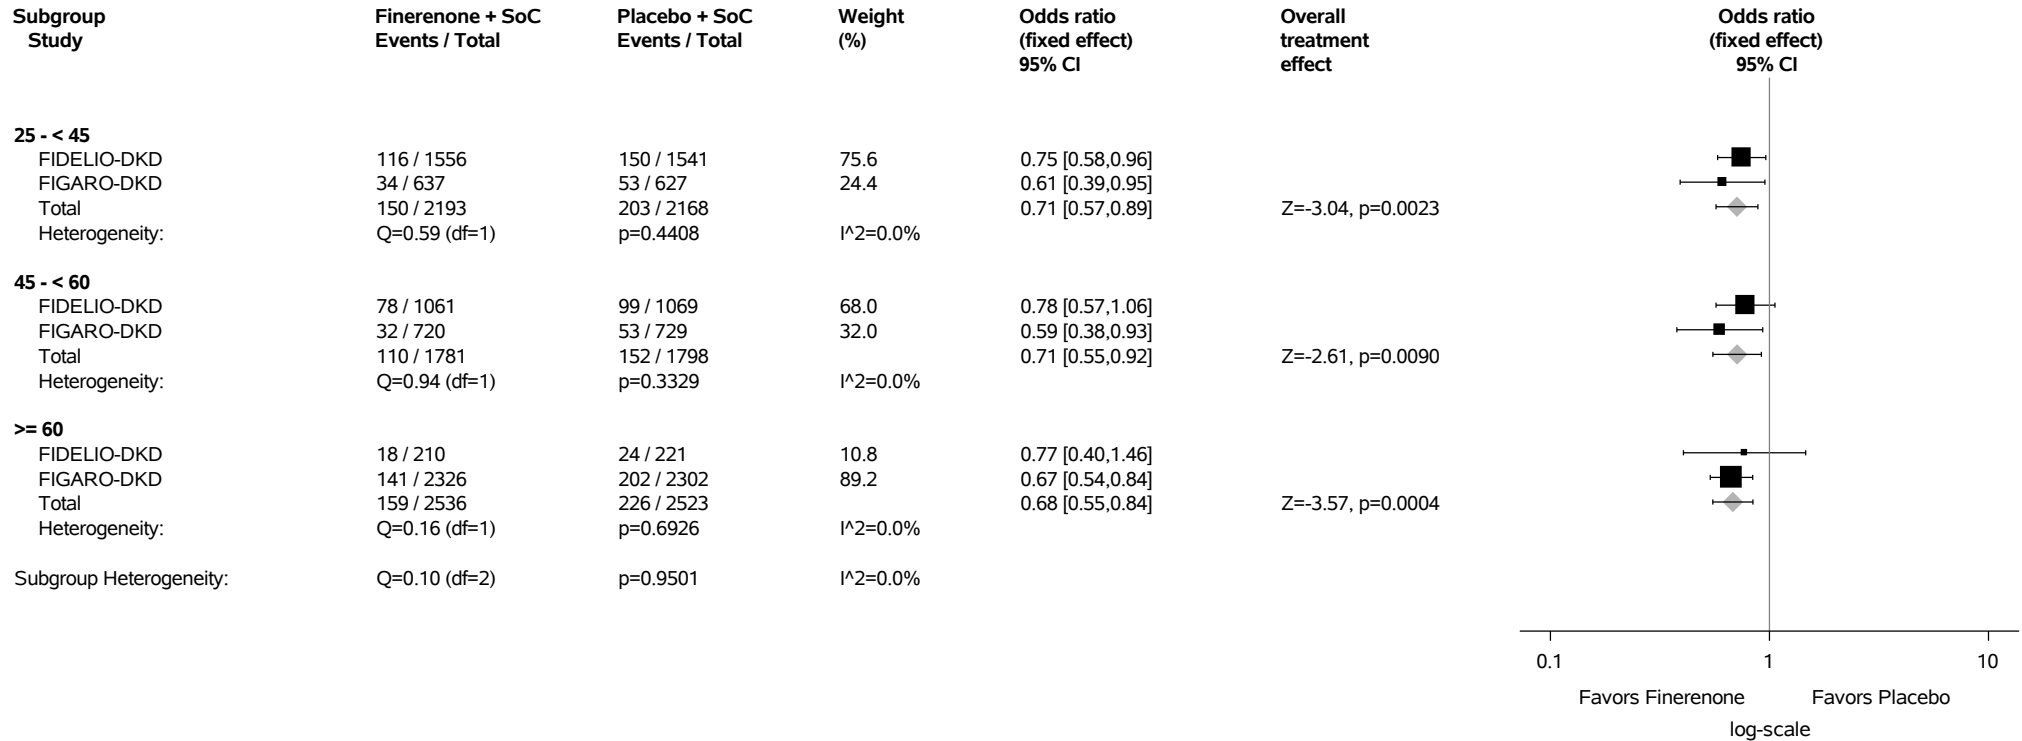 Subgroup Finerenone + SoC Placebo + SoC Weight Odds ratio Overall Odds ratio
Study Events / Total Events / Total (%) (fixed effect) treatment (fixed effect)
95% CI effect 95% CI
25 - < 45
FIDELIO-DKD 116 / 1556 150 / 1541 75.6 0.75 [0.58,0.96]
FIGARO-DKD 34 / 637 53 / 627 24.4 0.61 [0.39,0.95]
Total 150 / 2193 203 / 2168 0.71 [0.57,0.89] Z=-3.04, p=0.0023
Heterogeneity: Q=0.59 (df=1) p=0.4408 I^2=0.0%
45 - < 60
FIDELIO-DKD 78 / 1061 99 / 1069 68.0 0.78 [0.57,1.06]
FIGARO-DKD 32 / 720 53 / 729 32.0 0.59 [0.38,0.93]
Total 110 / 1781 152 / 1798 0.71 [0.55,0.92] Z=-2.61, p=0.0090
Heterogeneity: Q=0.94 (df=1) p=0.3329 I^2=0.0%
>= 60
FIDELIO-DKD 18 / 210 24 / 221 10.8 0.77 [0.40,1.46]
FIGARO-DKD 141 / 2326 202 / 2302 89.2 0.67 [0.54,0.84]
Total 159 / 2536 226 / 2523 0.68 [0.55,0.84] Z=-3.57, p=0.0004
Heterogeneity: Q=0.16 (df=1) p=0.6926 I^2=0.0%
Subgroup Heterogeneity: Q=0.10 (df=2) p=0.9501 I^2=0.0%
0.1 1 10
Favors Finerenone Favors Placebo
log-scale